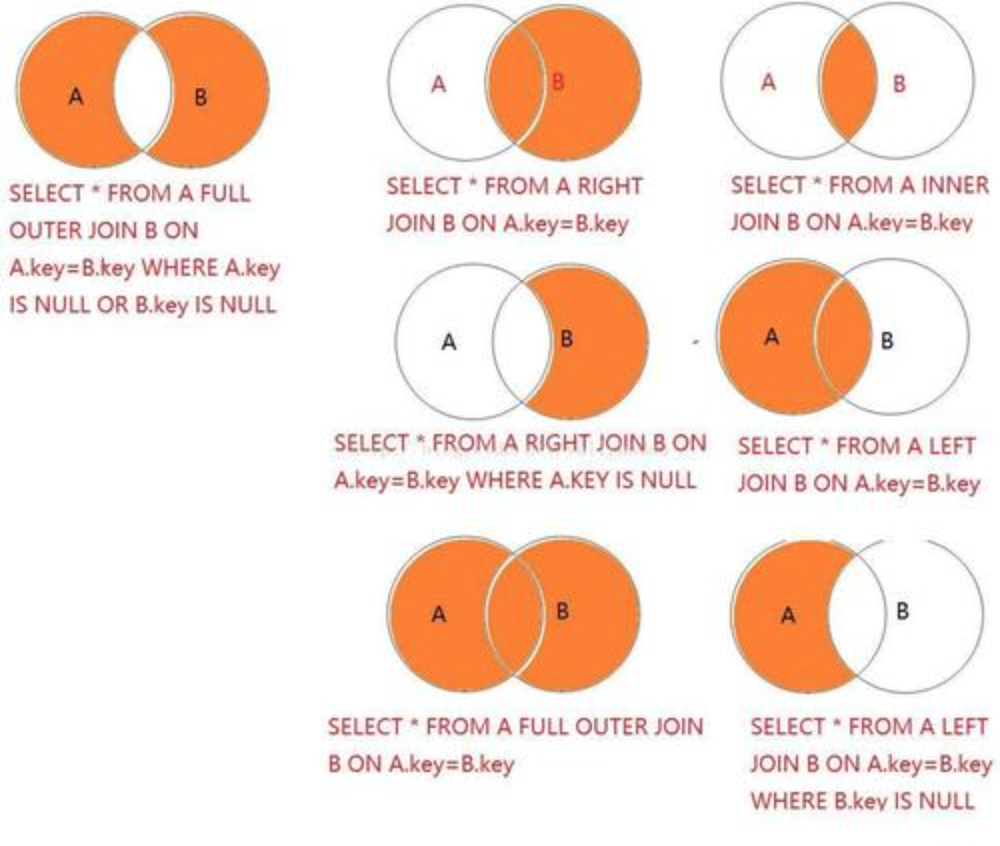 A
B
SELECT * FROM A FULL
OUTER JOIN B ON
A.key=B.key WHERE A.key
IS NULL OR B.key IS NULL
A
B
SELECT * FROM A RIGHT
JOIN B ON A.key=B.key
A
B
SELECT * FROM A INNER
JOIN B ON A.key=B.key
A
B
SELECT * FROM A RIGHT JOIN B ON
A.key=B.key WHERE A.KEY IS NULL
A
B
SELECT * FROM A LEFT
JOIN B ON A.key=B.key
A
B
SELECT * FROM A FULL OUTER JOIN
B ON A.key=B.key
A
B
SELECT * FROM A LEFT
JOIN B ON A.key=B.key
WHERE B.key IS NULL